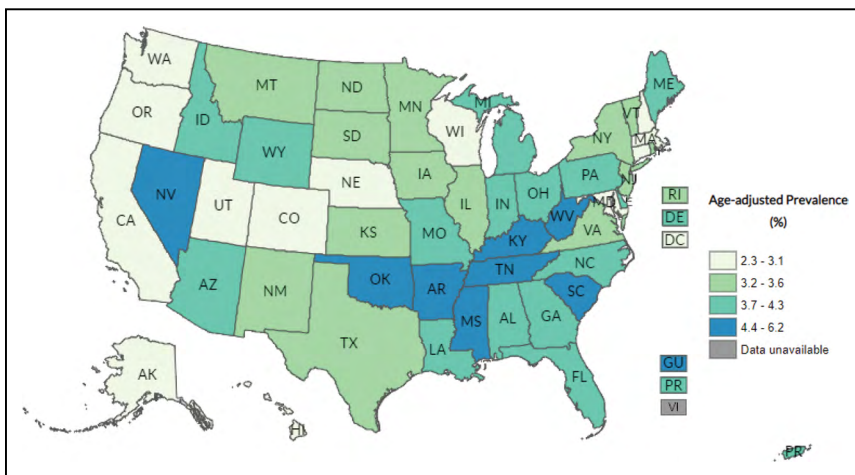 WA
MT
ND
MN
ME
OR
ID
SD
WI
MI
VT
NY
MA
WY
IA
PA
NJ
NE
NV
UT
CO
IL
IN
OH
MD
WV
VA
CA
KS
MO
KY
NC
TN
AZ
NM
OK
AR
SC
MS
AL
GA
TX
LA
FL
AK
HI
PR
RI
DE
DC
GU
PR
VI
Age-adjusted Prevalence
(%)
2.3 - 3.1
3.2 - 3.6
3.7 - 4.3
4.4 - 6.2
Data unavailable